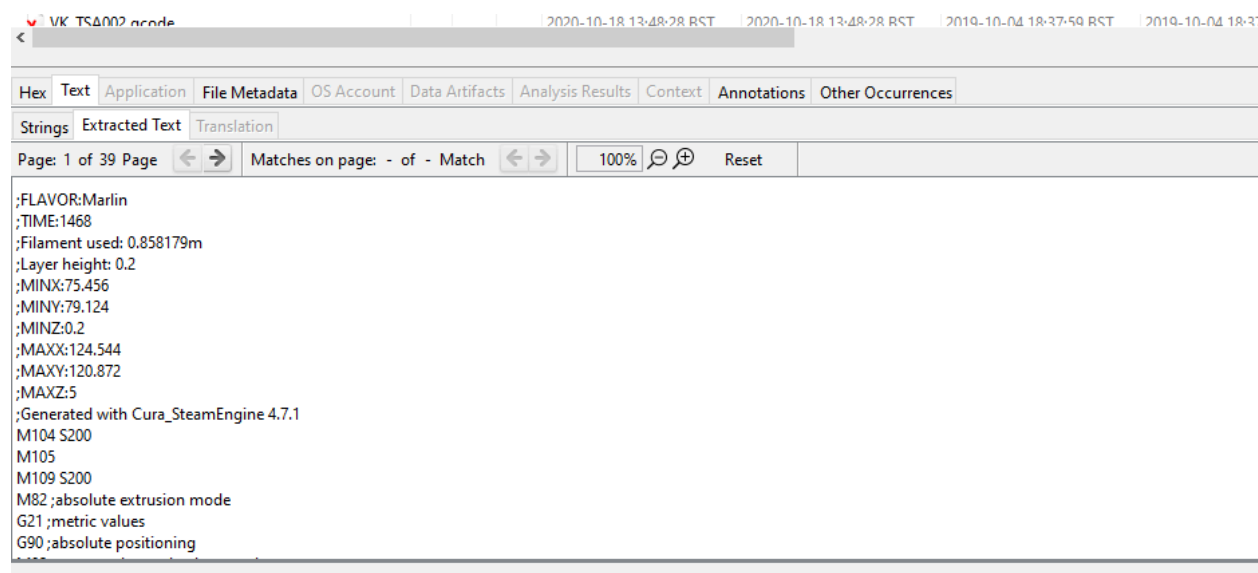 VK_TSA002.gcode 2020-10-18 13:48:28 BST 2020-10-18 13:48:28 BST 2019-10-04 18:37:59 BST 2019-10-04 18:37
Hex Text Application File Metadata OS Account Data Artifacts Analysis Results Context Annotations Other Occurrences
Strings Extracted Text Translation
Page: 1 of 39 Page Matches on page: - of - Match 100% Reset
;FLAVOR:Marlin
;TIME:1468
;Filament used: 0.858179m
;Layer height: 0.2
;MINX:75.456
;MINY:79.124
;MINZ:0.2
;MAXX:124.544
;MAXY:120.872
;MAXZ:5
;Generated with Cura_SteamEngine 4.7.1
M104 S200
M105
M109 S200
M82 ;absolute extrusion mode
G21 ;metric values
G90 ;absolute positioning